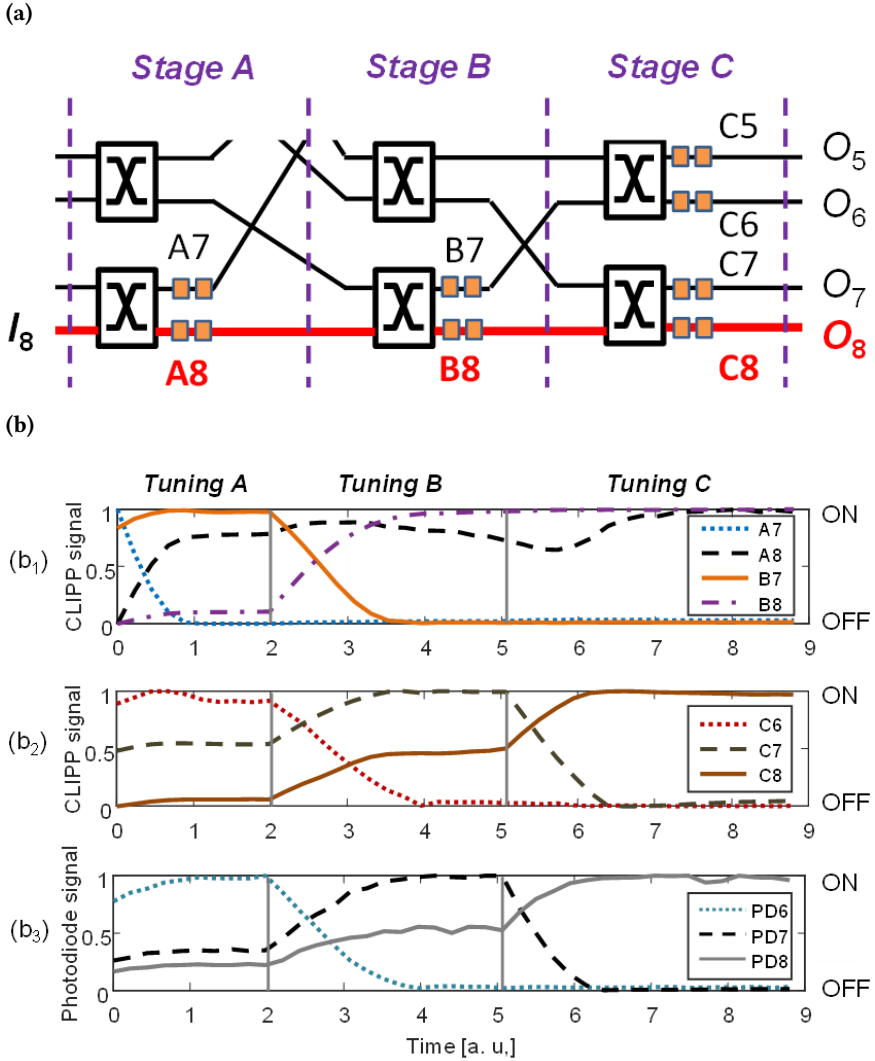 (a)
Stage A Stage B Stage C
C5
O5
A7 B7
O6
C6
C7
O7
I8
O8
A8 B8 C8
(b)
Tuning A Tuning B Tuning C
(b1)
CLIPP signal
1
0.5
0
A7
A8
B7
B8
ON
OFF
0 1 2 3 4 5 6 7 8 9
(b2)
CLIPP signal
1
0.5
0
C6
C7
C8
ON
OFF
0 1 2 3 4 5 6 7 8 9
(b3)
Photodiode signal
1
0.5
0
PD6
PD7
PD8
ON
OFF
0 1 2 3 4 5 6 7 8 9
Time [a. u,]